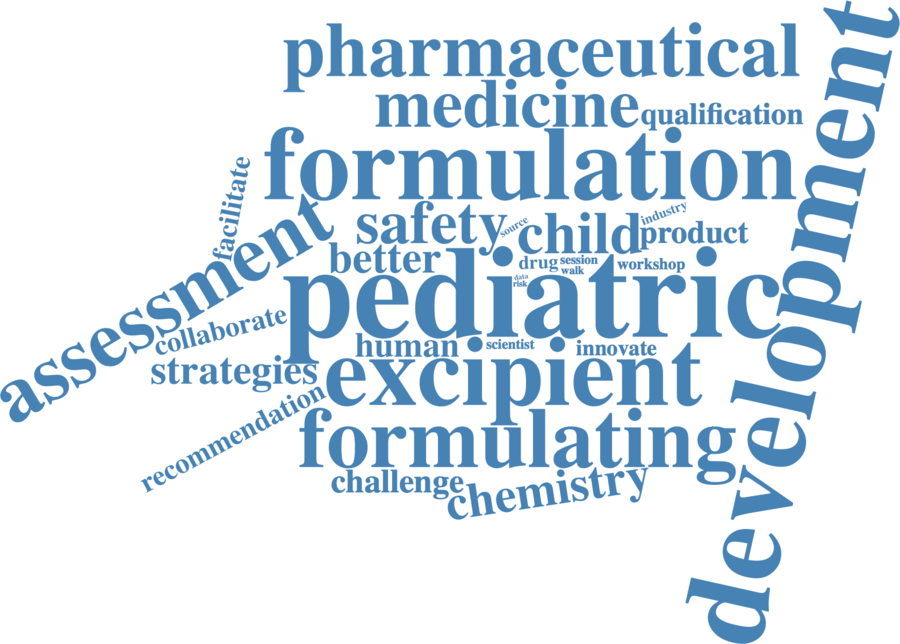 pharmaceutical
medicine
qualification
formulation
development
facilitate
assessment
safety
source
child
industry
product
better
drug
session
walk
workshop
data
risk
pediatric
collaborate
human
scientist
innovate
strategies
excipient
recommendation
formulating
challenge
chemistry